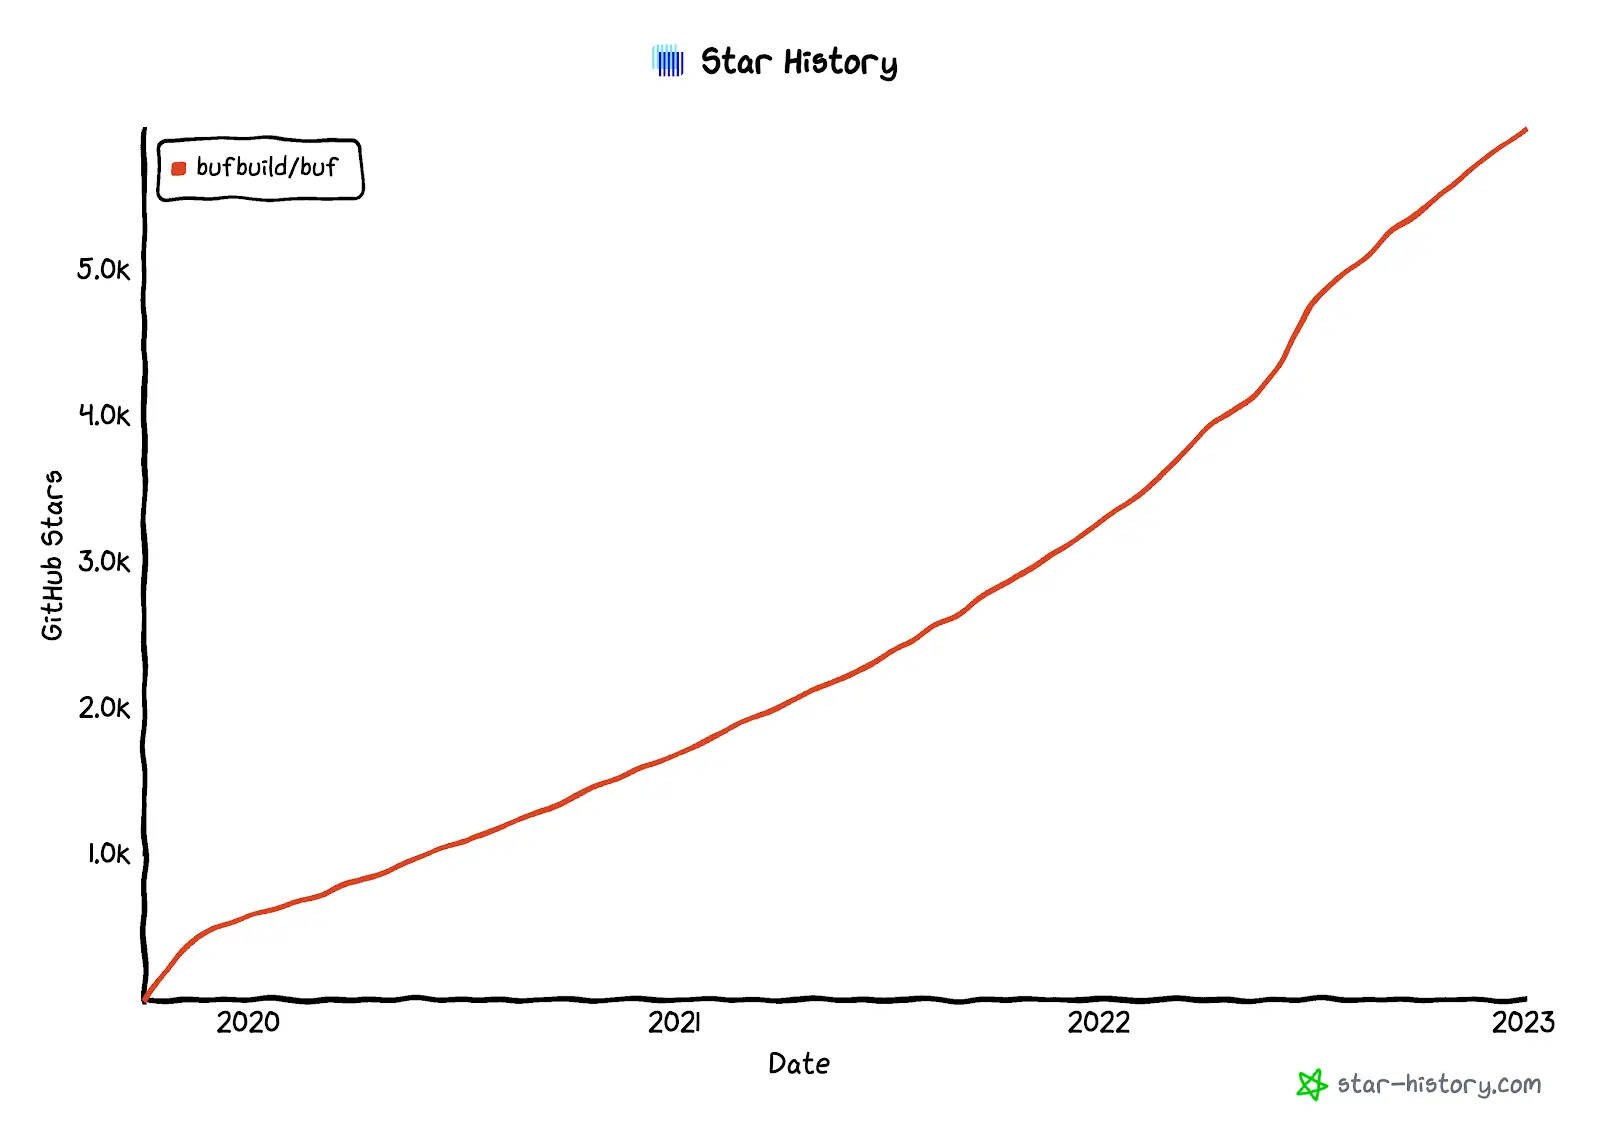 Star History
bufbuild/buf
5.0K
4.0K
3.0K
2.0K
1.0K
GitHub Stars
2020
2021
2022
2023
Date
star-history.com